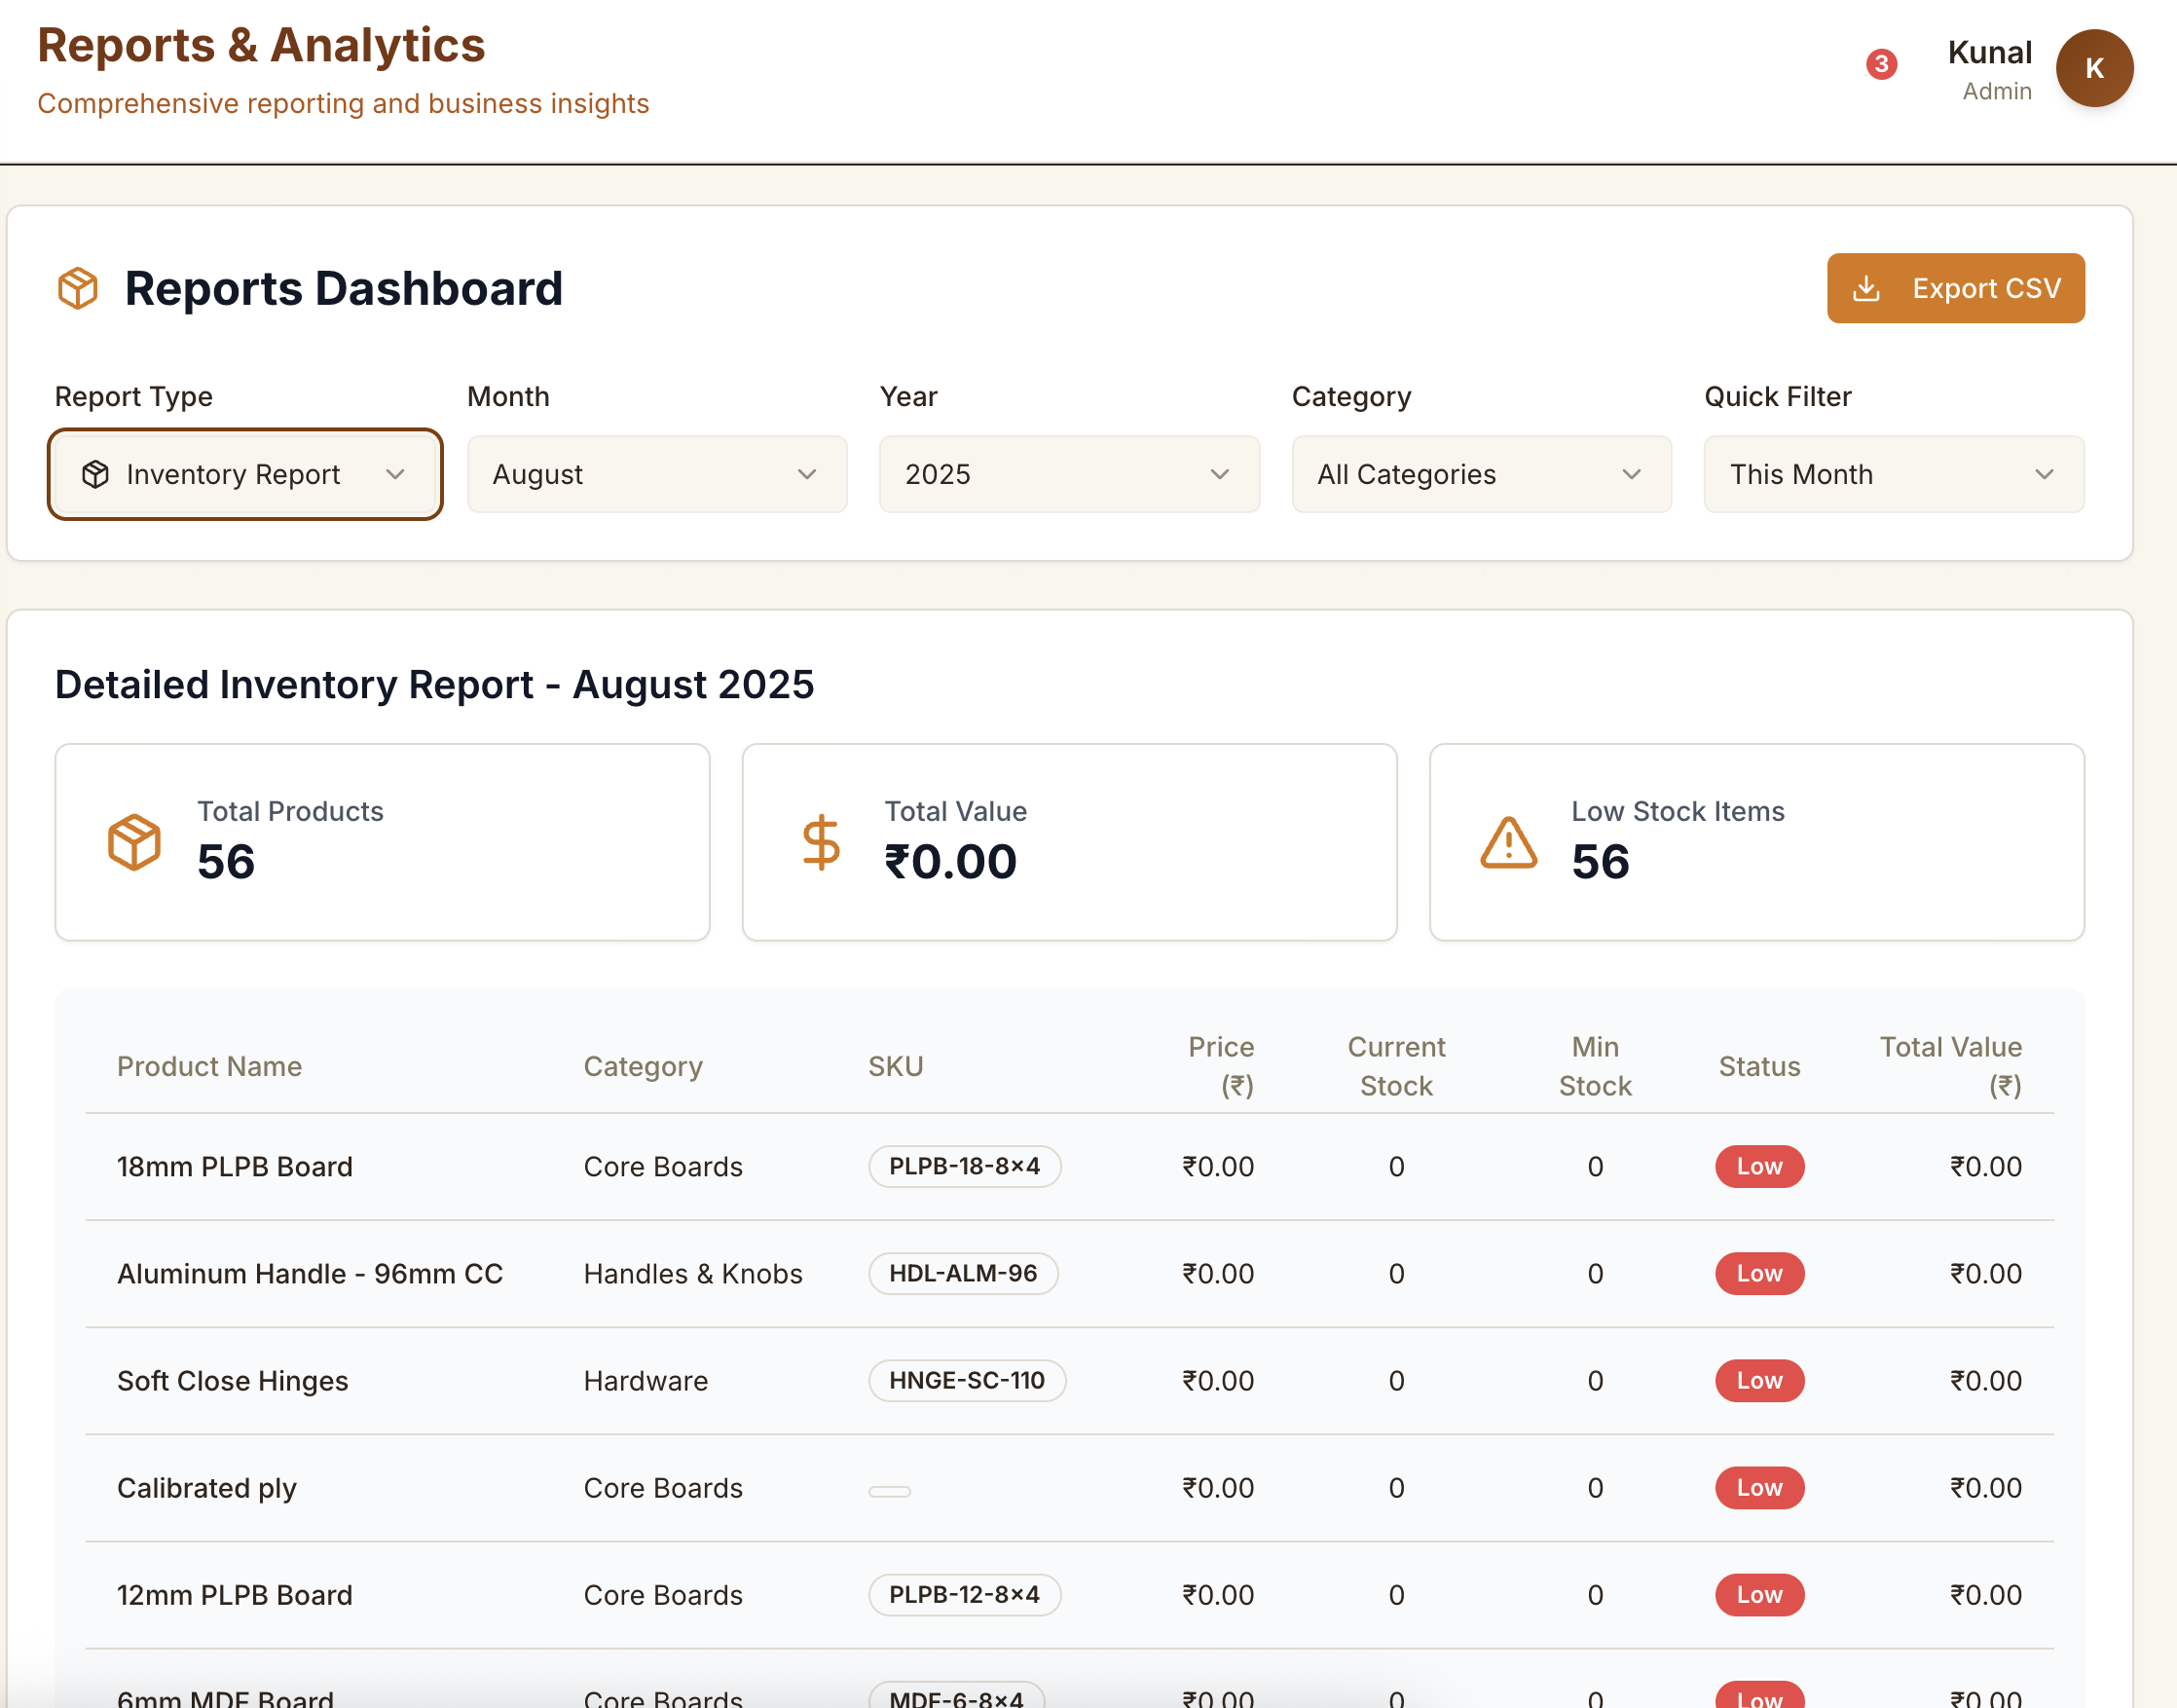 Reports & Analytics
Comprehensive reporting and business insights
3
Kunal
Admin
K
Reports Dashboard
Export CSV
Report Type
Month
Year
Category
Quick Filter
Inventory Report
August
2025
All Categories
This Month
Detailed Inventory Report - August 2025
Total Products
56
Total Value
₹0.00
Low Stock Items
56
Product Name Category SKU Price (₹) Current Stock Min Stock Status Total Value (₹)
18mm PLPB Board Core Boards PLPB-18-8x4 ₹0.00 0 0 Low ₹0.00
Aluminum Handle - 96mm CC Handles & Knobs HDL-ALM-96 ₹0.00 0 0 Low ₹0.00
Soft Close Hinges Hardware HNGE-SC-110 ₹0.00 0 0 Low ₹0.00
Calibrated ply Core Boards ₹0.00 0 0 Low ₹0.00
12mm PLPB Board Core Boards PLPB-12-8x4 ₹0.00 0 0 Low ₹0.00
6mm MDF Board Core Boards MDF-6-8x4 ₹0.00 0 0 Low ₹0.00